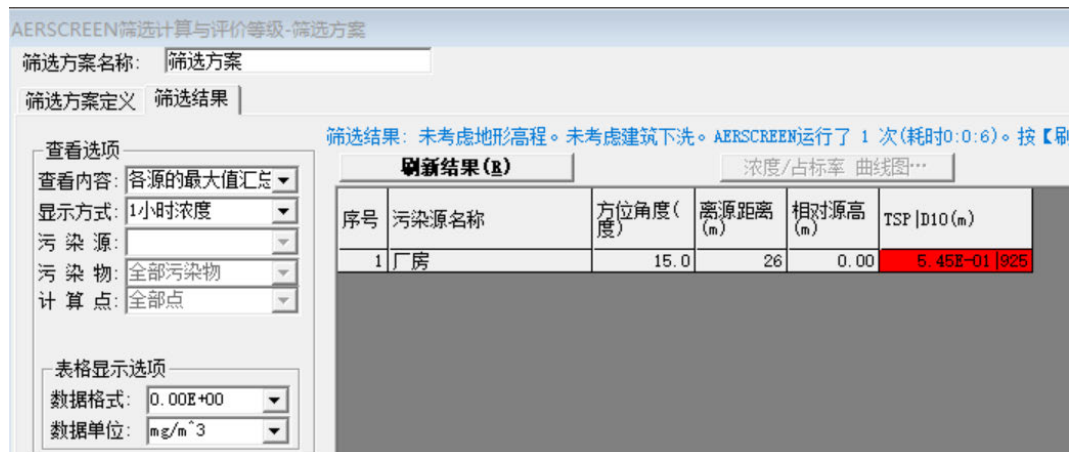 AERSCREEN筛选计算与评价等级-筛选方案
筛选方案名称: 筛选方案
筛选方案定义 筛选结果
筛选结果: 未考虑地形高程。未考虑建筑下洗。AERSCREEN运行了 1 次(耗时0:0:6)。按【刷
查看选项
查看内容: 各源的最大值汇总
显示方式: 1小时浓度
污 染 源:
污 染 物: 全部污染物
计 算 点: 全部点
表格显示选项
数据格式: 0.00E+00
数据单位: mg/m^3
刷新结果(R) 浓度/占标率 曲线图…
序号 污染源名称 方位角度(度) 离源距离(m) 相对源高(m) TSP|D10(m)
1 厂房 15.0 26 0.00 5.45E-01|925